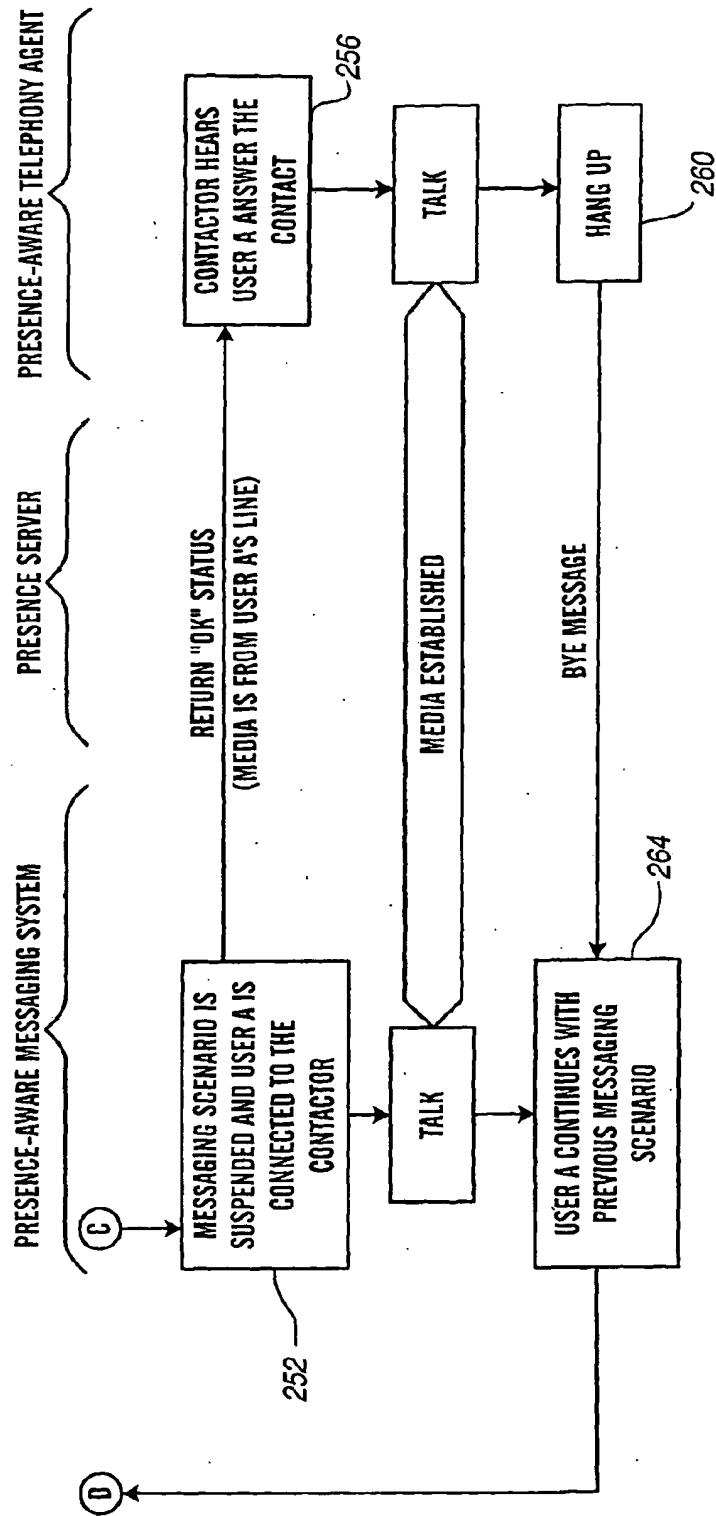 PRESENCE-AWARE MESSAGING SYSTEM
PRESENCE SERVER
PRESENCE-AWARE TELEPHONY AGENT
C
B
MESSAGING SCENARIO IS
SUSPENDED AND USER A IS
CONNECTED TO THE
CONTACTOR
252
RETURN "OK" STATUS
(MEDIA IS FROM USER A'S LINE)
CONTACTOR HEARS
USER A ANSWER THE
CONTACT
256
TALK
MEDIA ESTABLISHED
TALK
USER A CONTINUES WITH
PREVIOUS MESSAGING
SCENARIO
264
BYE MESSAGE
HANG UP
260